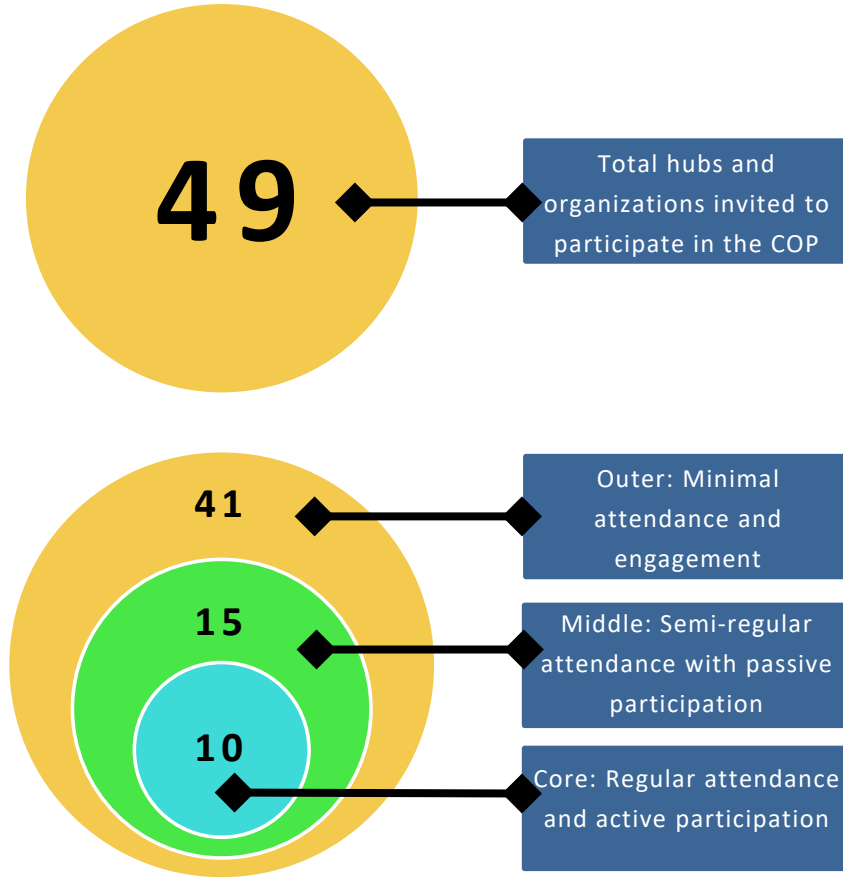 49
Total hubs and
organizations invited to
participate in the COP
41
Outer: Minimal
attendance and
engagement
15
Middle: Semi-regular
attendance with passive
participation
10
Core: Regular attendance
and active participation